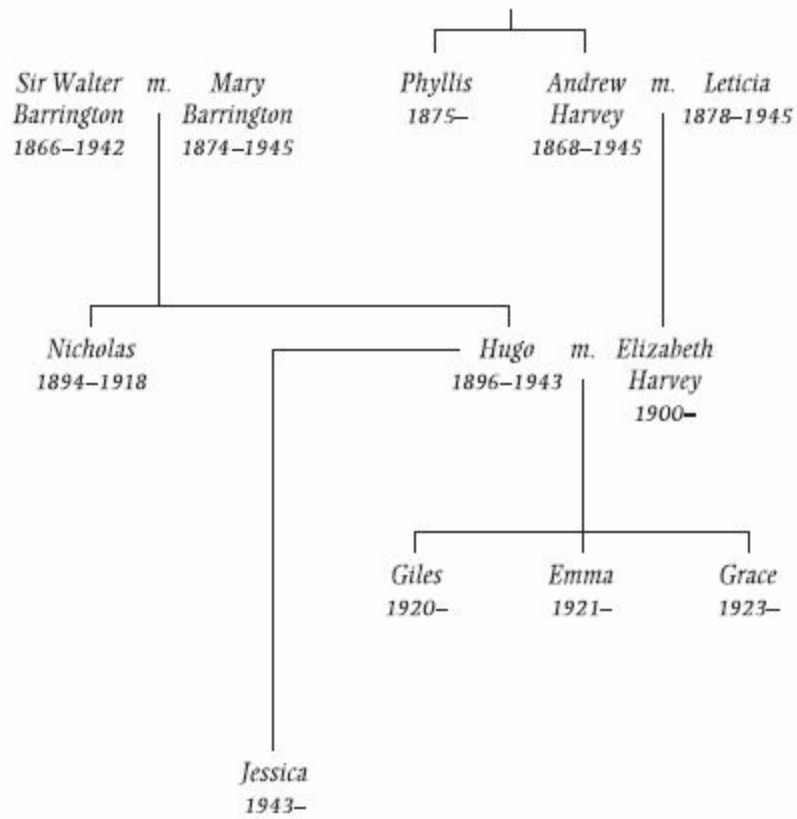 Sir Walter m. Mary Phyllis Andrew m. Leticia
Barrington Barrington 1875– Harvey 1878–1945
1866–1942 1874–1945 1868–1945
Nicholas Hugo m. Elizabeth
1894–1918 1896–1943 Harvey
1900–
Giles Emma Grace
1920– 1921– 1923–
Jessica
1943–